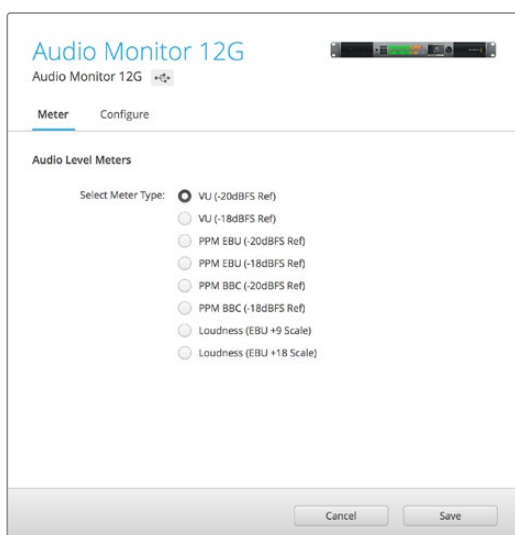 Audio Monitor 12G
Audio Monitor 12G
Meter Configure
Audio Level Meters
Select Meter Type: VU (-20dBFS Ref)
VU (-18dBFS Ref)
PPM EBU (-20dBFS Ref)
PPM EBU (-18dBFS Ref)
PPM BBC (-20dBFS Ref)
PPM BBC (-18dBFS Ref)
Loudness (EBU +9 Scale)
Loudness (EBU +18 Scale)
Cancel Save